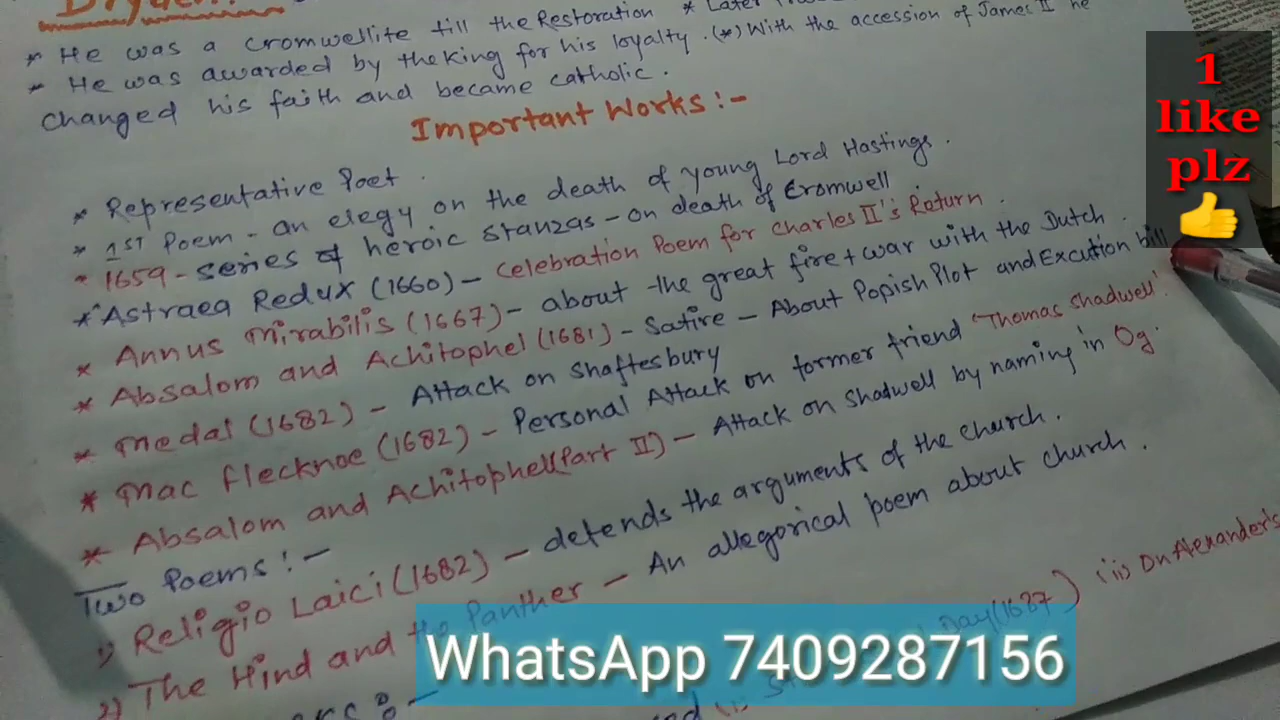 Dryden
* He was a Cromwellite till the Restoration * Later
* He was awarded by the king for his loyalty. (*) With the accession of James II he
changed his faith and became catholic.
Important Works :-
* Representative Poet.
* 1ST Poem - an elegy on the death of young Lord Hastings.
* 1659 - series of heroic stanzas - on death of Cromwell
* Astraea Redux (1660) - Celebration Poem for Charles II's Return.
* Annus Mirabilis (1667) - about the great fire + war with the Dutch.
* Absalom and Achitophel (1681) - Satire - About Popish Plot and Excution bill
* Medal (1682) - Attack on Shaftesbury
* Mac Flecknoe (1682) - Personal Attack on former friend 'Thomas Shadwell'.
* Absalom and Achitophel (Part II) - Attack on Shadwell by naming in Og.
Two Poems :-
1) Religio Laici (1682) - defends the arguments of the church.
2) The Hind and the Panther - An allegorical poem about church.
Day (1687) (ii) On Alexander's
1
like
plz
👍
WhatsApp 7409287156